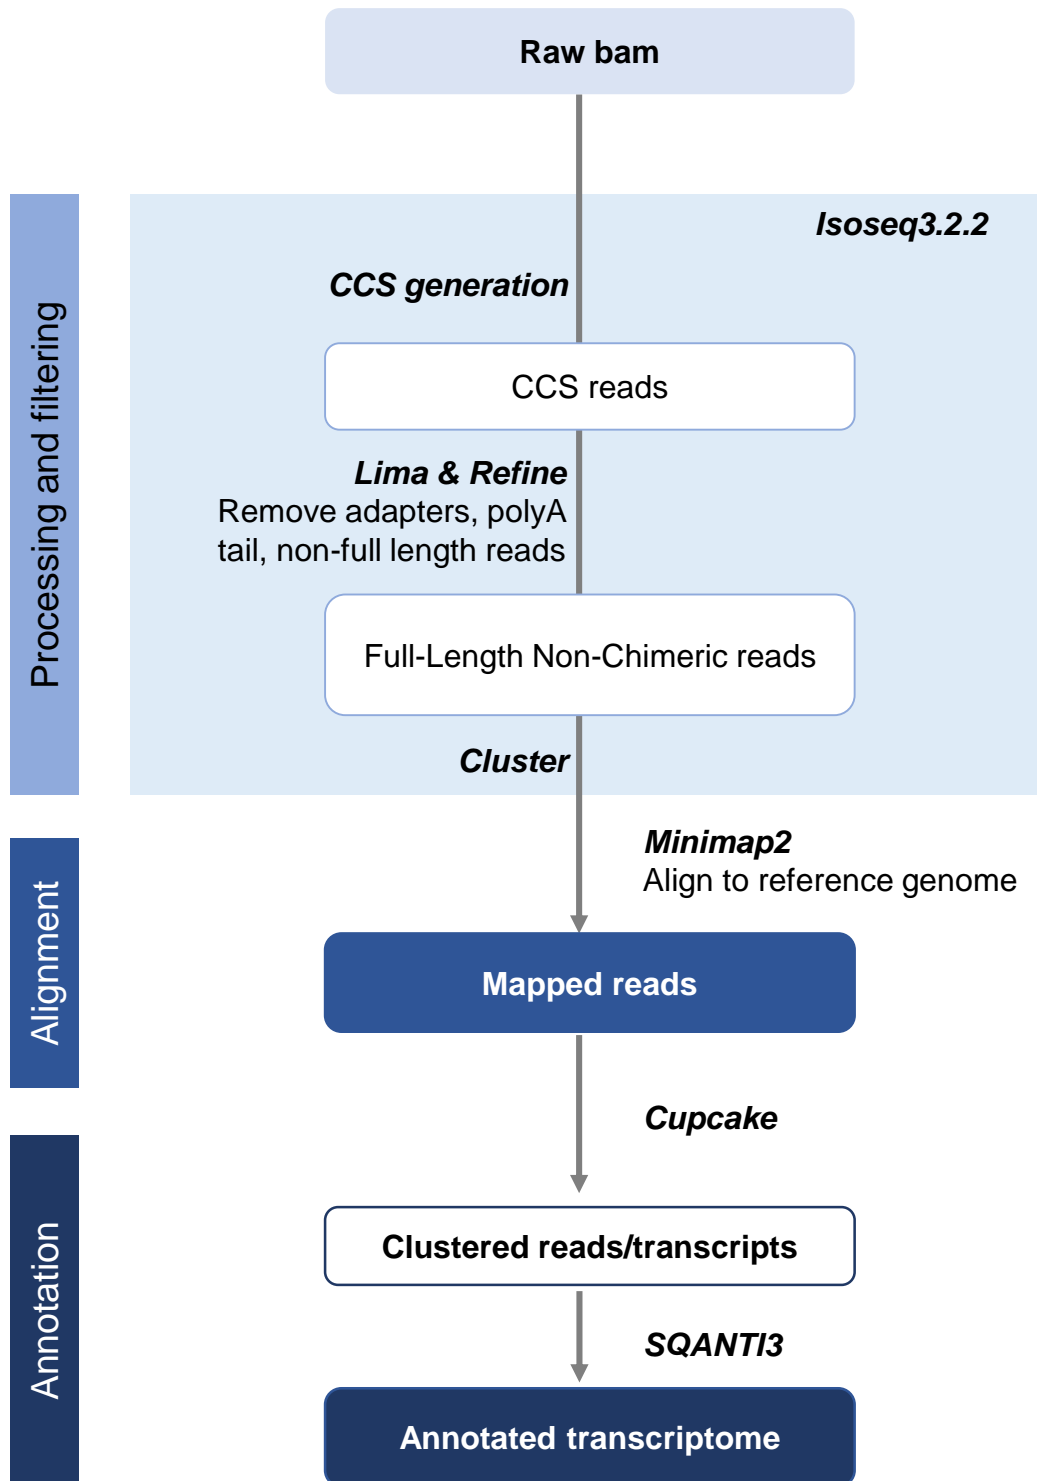 Raw bam
Processing and filtering
Isoseq3.2.2
CCS generation
CCS reads
Lima & Refine
Remove adapters, polyA
tail, non-full length reads
Full-Length Non-Chimeric reads
Cluster
Alignment
Minimap2
Align to reference genome
Mapped reads
Annotation
Cupcake
Clustered reads/transcripts
SQANTI3
Annotated transcriptome